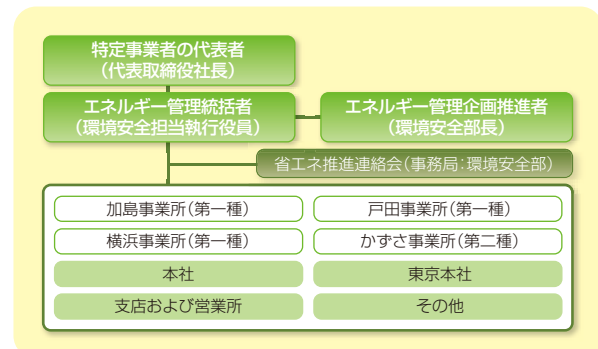 特定事業者の代表者
（代表取締役社長）
エネルギー管理統括者
（環境安全担当執行役員）
エネルギー管理企画推進者
（環境安全部長）
省エネ推進連絡会（事務局：環境安全部）
加島事業所（第一種）
戸田事業所（第一種）
横浜事業所（第一種）
かずさ事業所（第二種）
本社
東京本社
支店および営業所
その他